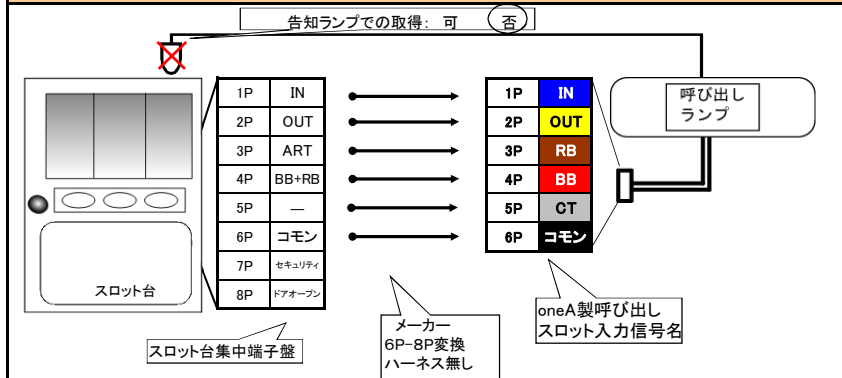 告知ランプでの取得： 可 否
1P IN
2P OUT
3P ART
4P BB+RB
5P ―
6P コモン
7P セキュリティ
8P ドアオープン
1P IN
2P OUT
3P RB
4P BB
5P CT
6P コモン
呼び出し
ランプ
スロット台
スロット台集中端子盤
メーカー
6P-8P変換
ハーネス無し
oneA製呼び出し
スロット入力信号名